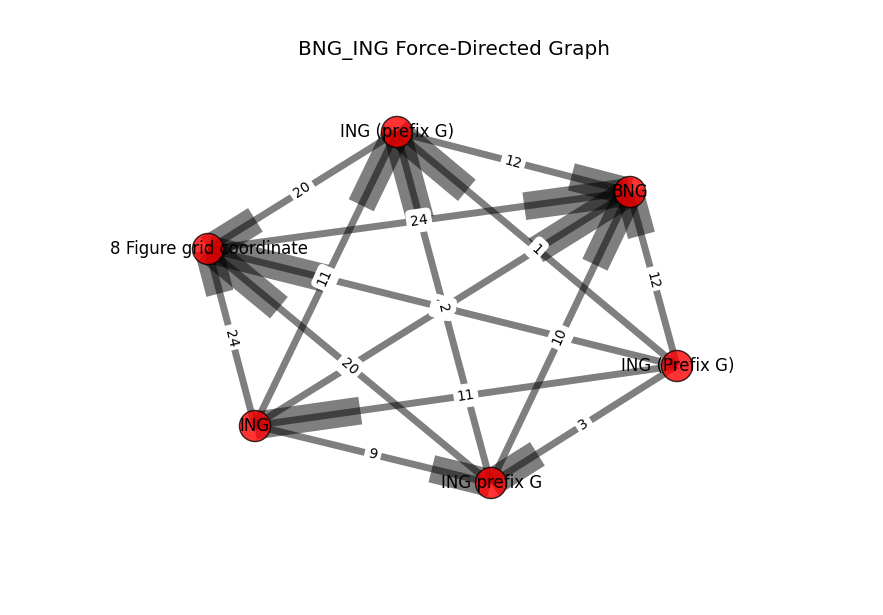 BNG_ING Force-Directed Graph
ING (prefix G)
12
20
BNG
24
8 Figure grid coordinate
1
11
12
2
24
10
20
ING (Prefix G)
11
ING
3
9
ING prefix G